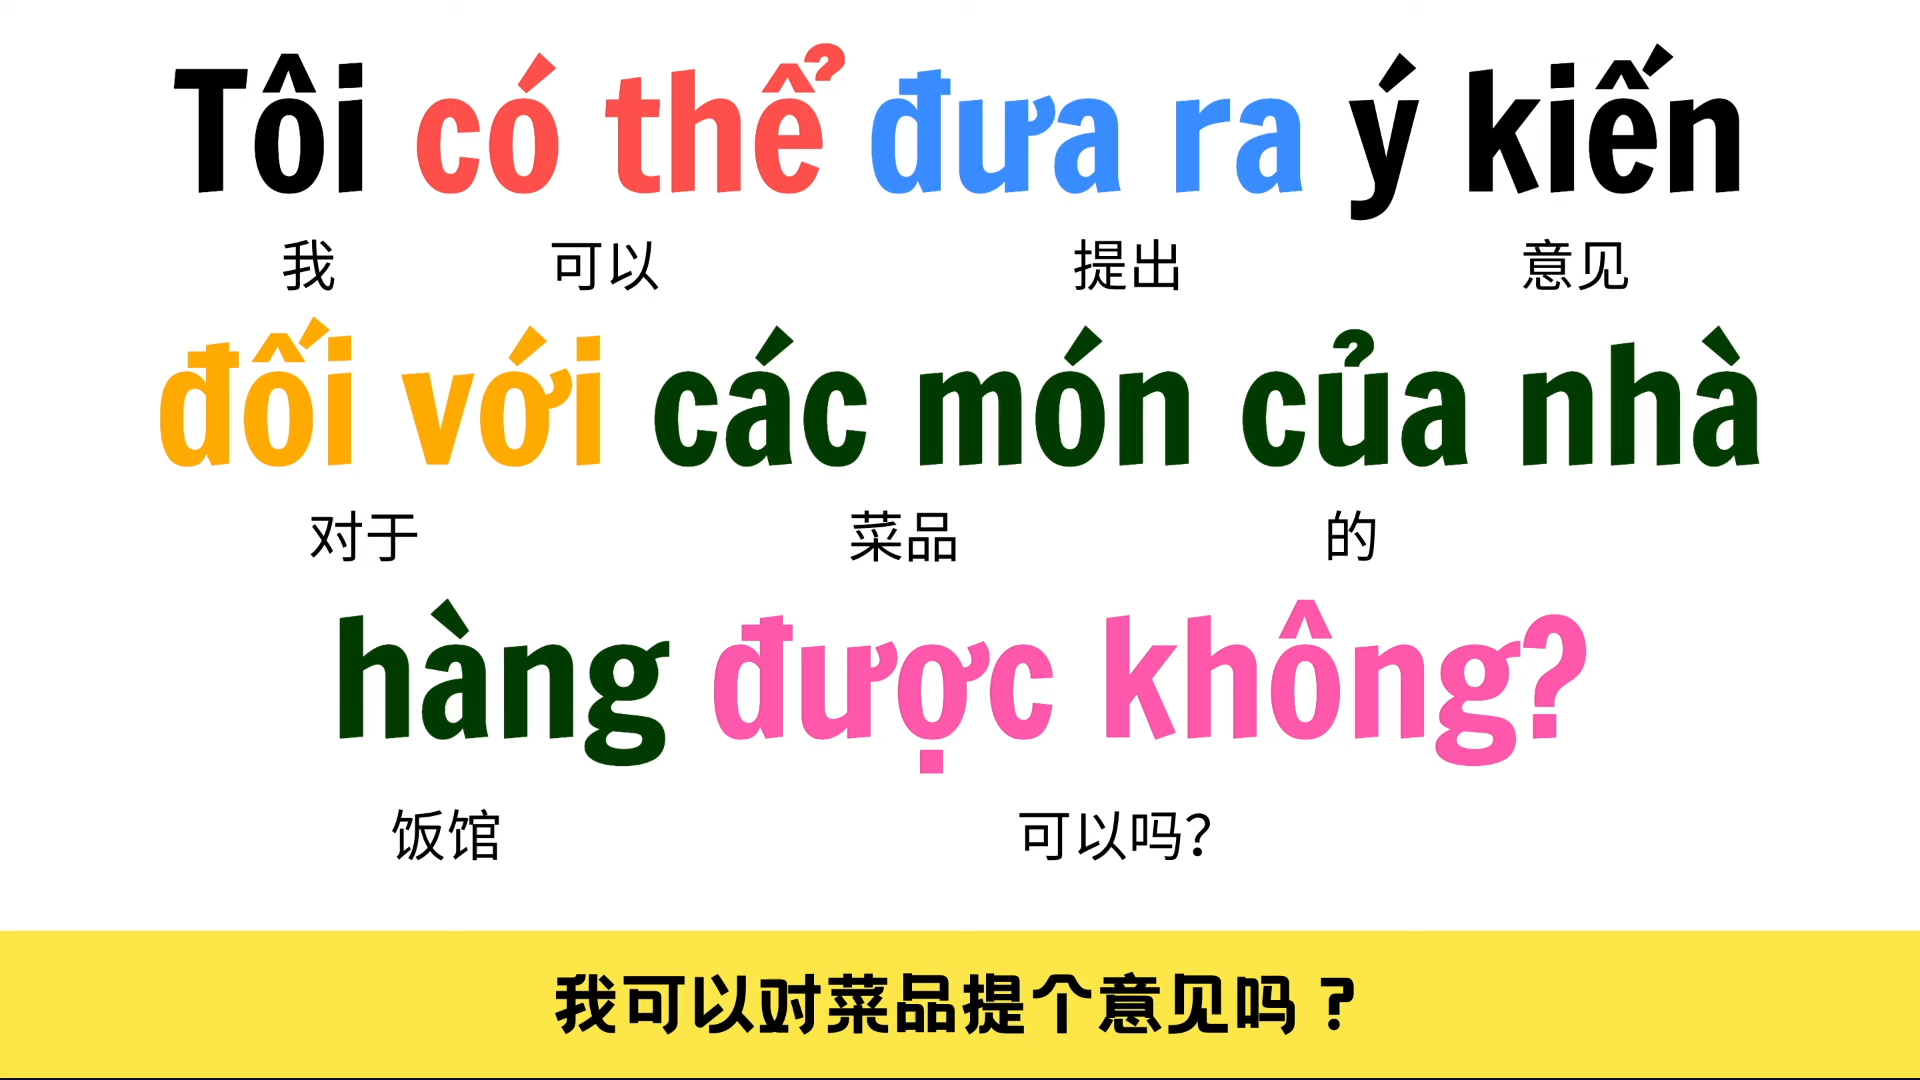 Tôi có thể đưa ra ý kiến
我 可以 提出 意见
đối với các món của nhà
对于 菜品 的
hàng được không?
饭馆 可以吗?
我可以对菜品提个意见吗？